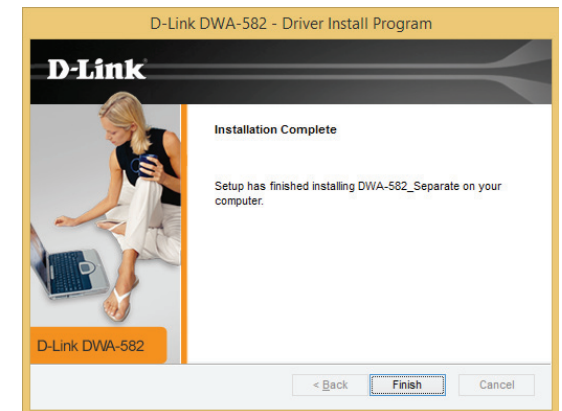 D-Link DWA-582 - Driver Install Program
D-Link
Installation Complete
Setup has finished installing DWA-582_Separate on your
computer.
D-Link DWA-582
< Back
Finish
Cancel